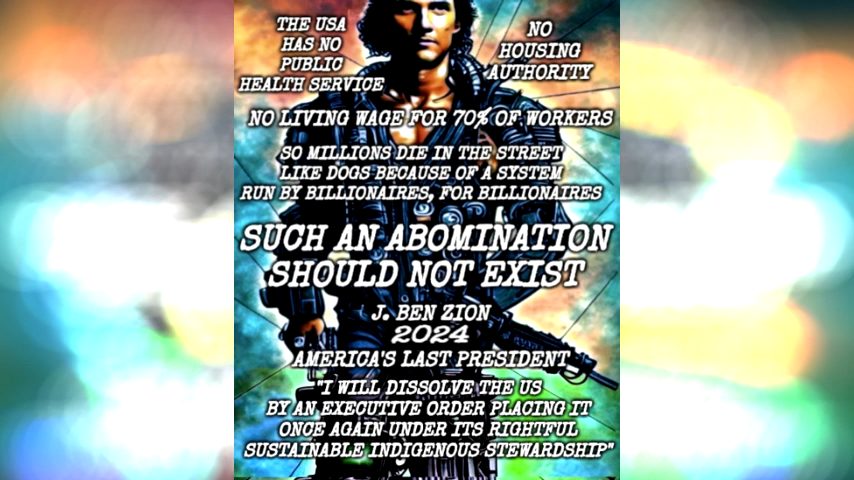 THE USA
HAS NO
PUBLIC
HEALTH SERVICE
NO
HOUSING
AUTHORITY
NO LIVING WAGE FOR 70% OF WORKERS
SO MILLIONS DIE IN THE STREET
LIKE DOGS BECAUSE OF A SYSTEM
RUN BY BILLIONAIRES, FOR BILLIONAIRES
SUCH AN ABOMINATION
SHOULD NOT EXIST
J. BEN ZION
2024
AMERICA'S LAST PRESIDENT
"I WILL DISSOLVE THE US
BY AN EXECUTIVE ORDER PLACING IT
ONCE AGAIN UNDER ITS RIGHTFUL
SUSTAINABLE INDIGENOUS STEWARDSHIP"